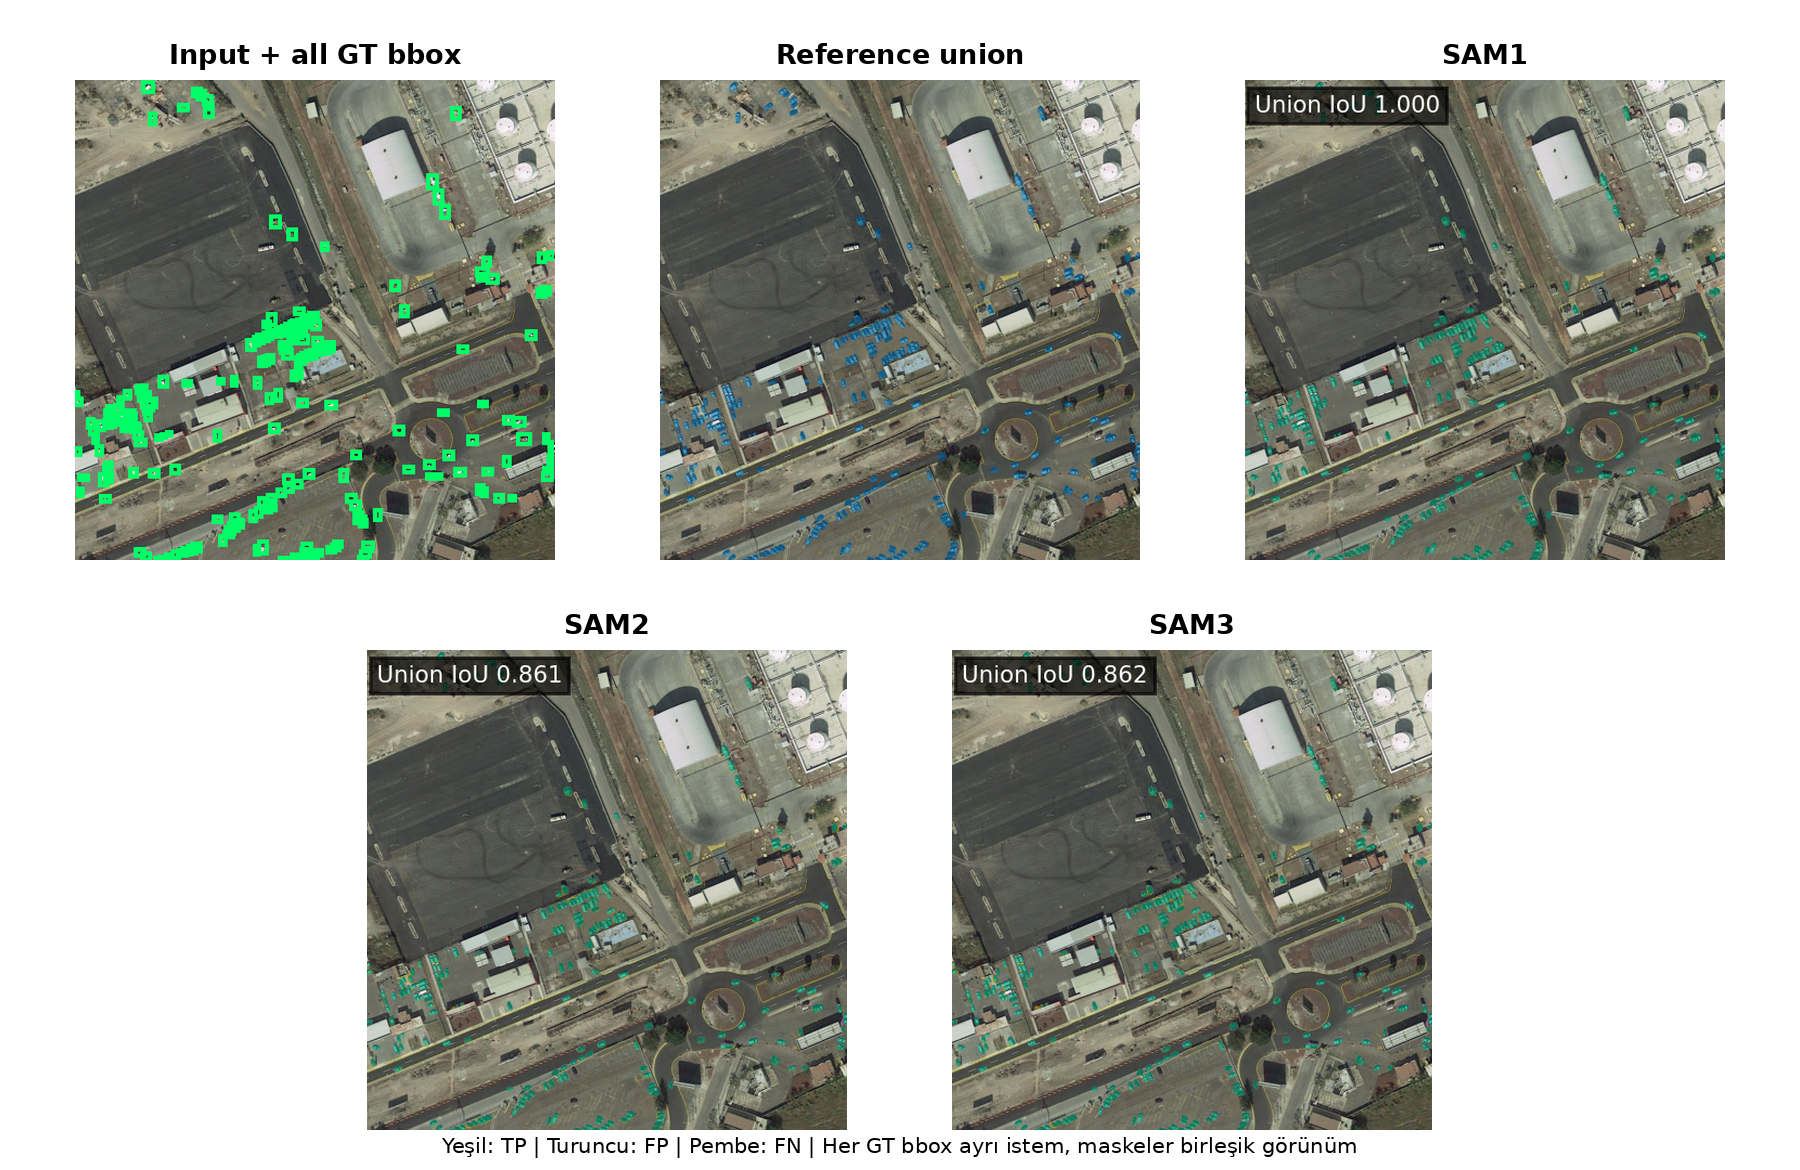 Input + all GT bbox
Reference union
SAM1
Union IoU 1.000
SAM2
SAM3
Union IoU 0.861
Union IoU 0.862
Yeşil: TP | Turuncu: FP | Pembe: FN | Her GT bbox ayrı istem, maskeler birleşik görünüm